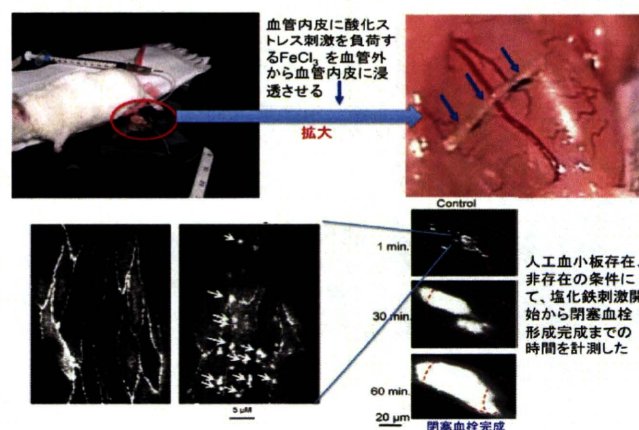 血管内皮に酸化ス
トレス刺激を負荷す
るFeCl₃ を血管外
から血管内皮に浸
透させる
拡大
Control
1 min.
30 min.
60 min.
20 μm
閉塞血栓完成
5 μM
人工血小板存在、
非存在の条件に
て、塩化鉄刺激開
始から閉塞血栓
形成完成までの
時間を計測した